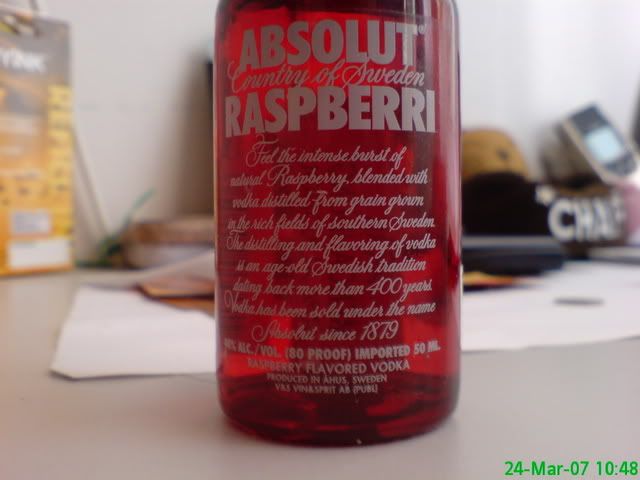 ABSOLUT
Country of Sweden
RASPBERRI
Feel the intense burst of
natural Raspberry, blended with
vodka distilled from grain grown
in the rich fields of southern Sweden.
The distilling and flavoring of vodka
is an age-old Swedish tradition
dating back more than 400 years.
Vodka has been sold under the name
Absolut since 1879
40% ALC./VOL. (80 PROOF) IMPORTED 50 ML.
RASPBERRY FLAVORED VODKA
PRODUCED IN ÅHUS, SWEDEN
V&S VIN&SPRIT AB (PUBL)
24-Mar-07 10:48